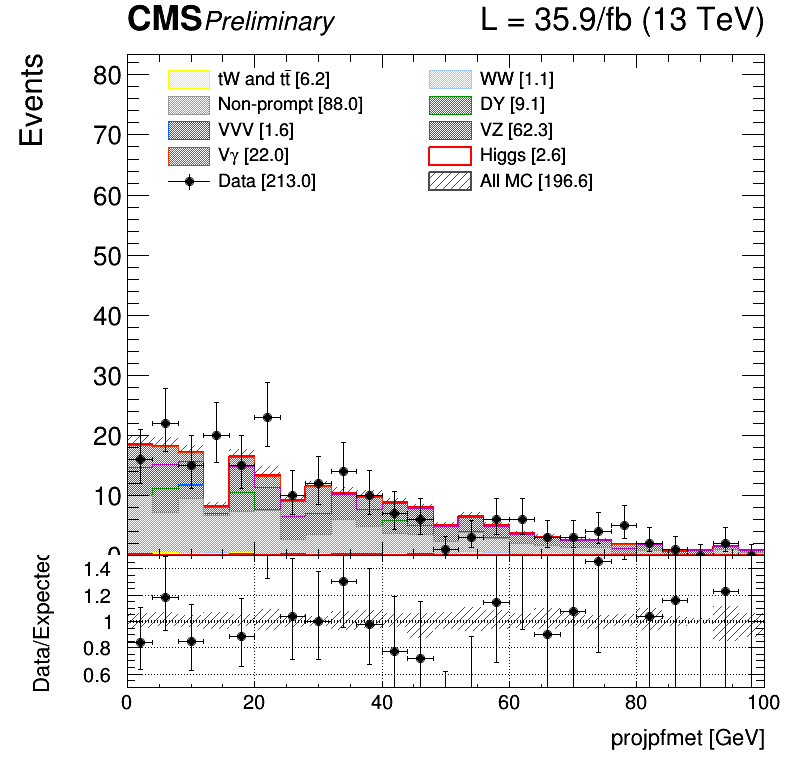 CMS Preliminary L = 35.9/fb (13 TeV)
Events
80
70
60
50
40
30
20
10
0
tW and tt̄ [6.2]
Non-prompt [88.0]
VVV [1.6]
Vγ [22.0]
Data [213.0]
WW [1.1]
DY [9.1]
VZ [62.3]
Higgs [2.6]
All MC [196.6]
Data/Expected
1.4
1.2
1
0.8
0.6
0 20 40 60 80 100
projpfmet [GeV]